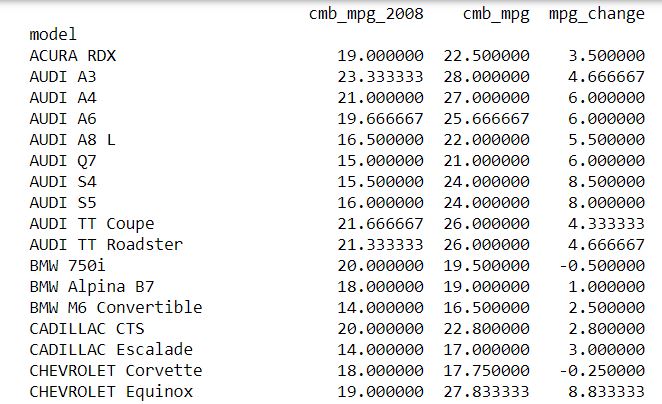 cmb_mpg_2008 cmb_mpg mpg_change
model
ACURA RDX 19.000000 22.500000 3.500000
AUDI A3 23.333333 28.000000 4.666667
AUDI A4 21.000000 27.000000 6.000000
AUDI A6 19.666667 25.666667 6.000000
AUDI A8 L 16.500000 22.000000 5.500000
AUDI Q7 15.000000 21.000000 6.000000
AUDI S4 15.500000 24.000000 8.500000
AUDI S5 16.000000 24.000000 8.000000
AUDI TT Coupe 21.666667 26.000000 4.333333
AUDI TT Roadster 21.333333 26.000000 4.666667
BMW 750i 20.000000 19.500000 -0.500000
BMW Alpina B7 18.000000 19.000000 1.000000
BMW M6 Convertible 14.000000 16.500000 2.500000
CADILLAC CTS 20.000000 22.800000 2.800000
CADILLAC Escalade 14.000000 17.000000 3.000000
CHEVROLET Corvette 18.000000 17.750000 -0.250000
CHEVROLET Equinox 19.000000 27.833333 8.833333